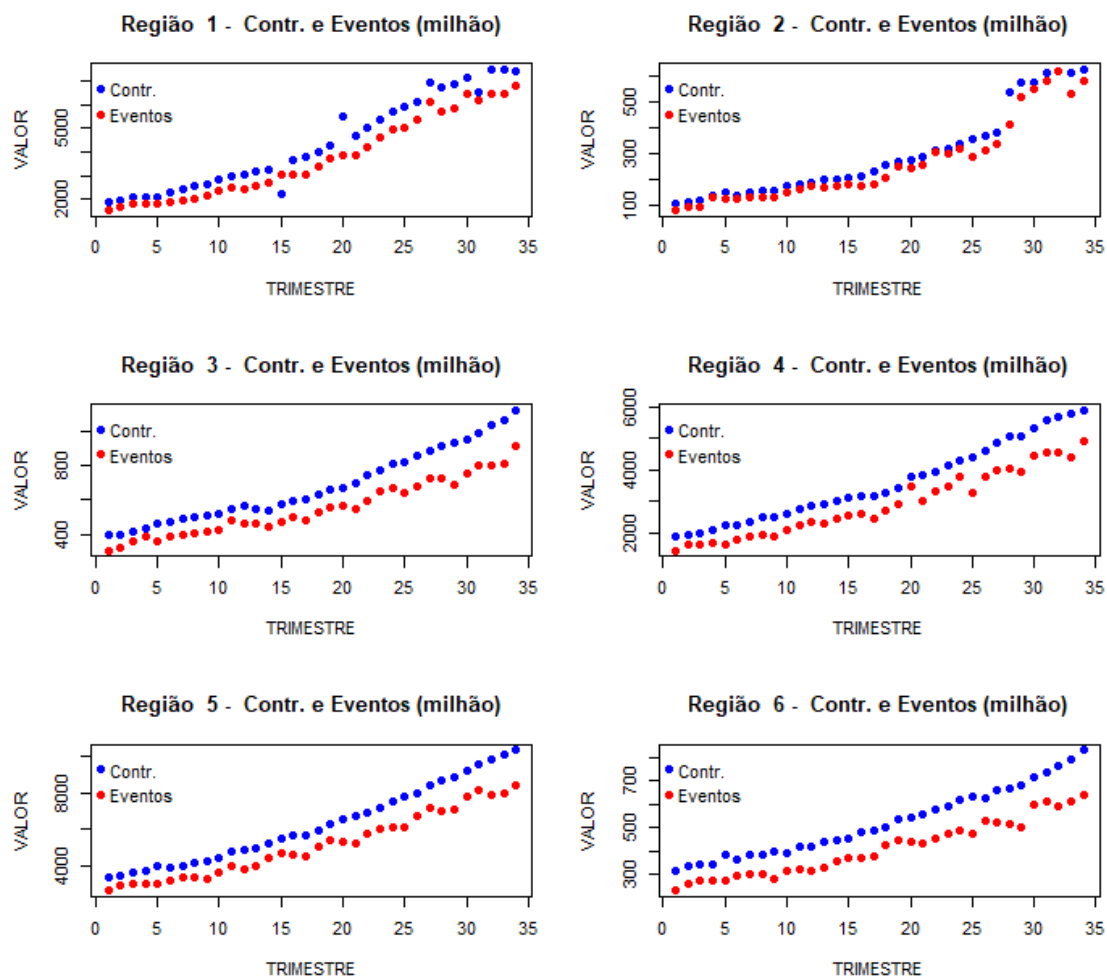 Região  1 -  Contr. e Eventos (milhão)
VALOR
2000 5000
Contr.
Eventos
0 5 10 15 20 25 30 35
TRIMESTRE
Região  2 -  Contr. e Eventos (milhão)
VALOR
100 300 500
Contr.
Eventos
0 5 10 15 20 25 30 35
TRIMESTRE
Região  3 -  Contr. e Eventos (milhão)
VALOR
400 800
Contr.
Eventos
0 5 10 15 20 25 30 35
TRIMESTRE
Região  4 -  Contr. e Eventos (milhão)
VALOR
2000 4000 6000
Contr.
Eventos
0 5 10 15 20 25 30 35
TRIMESTRE
Região  5 -  Contr. e Eventos (milhão)
VALOR
4000 8000
Contr.
Eventos
0 5 10 15 20 25 30 35
TRIMESTRE
Região  6 -  Contr. e Eventos (milhão)
VALOR
300 500 700
Contr.
Eventos
0 5 10 15 20 25 30 35
TRIMESTRE